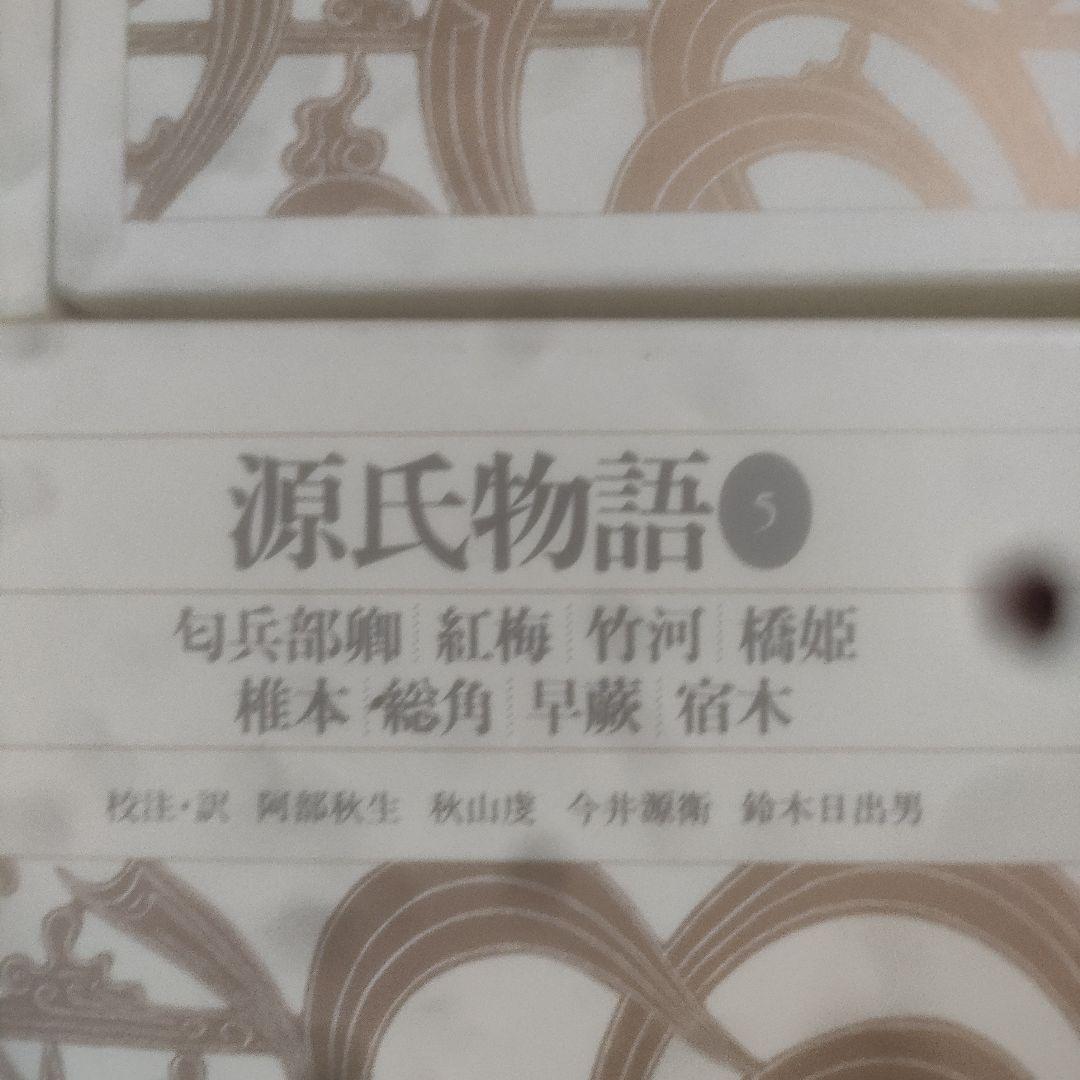 源氏物語 5
匂兵部卿 紅梅 竹河 橋姫
椎本 総角 早蕨 宿木
校注・訳 阿部秋生 秋山虔 今井源衛 鈴木日出男